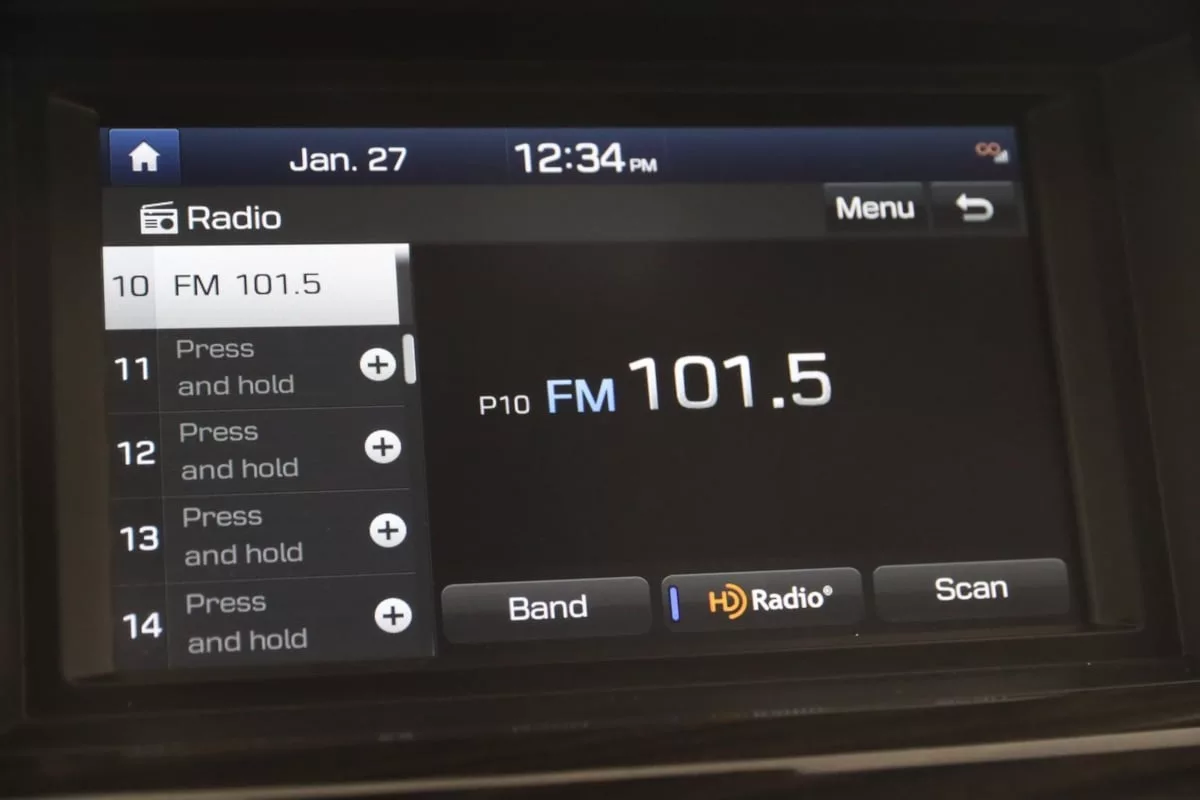 Jan. 27 12:34 PM
Radio Menu
10 FM 101.5
11 Press
and hold
12 Press
and hold
13 Press
and hold
14 Press
and hold
P10 FM 101.5
Band HD Radio® Scan